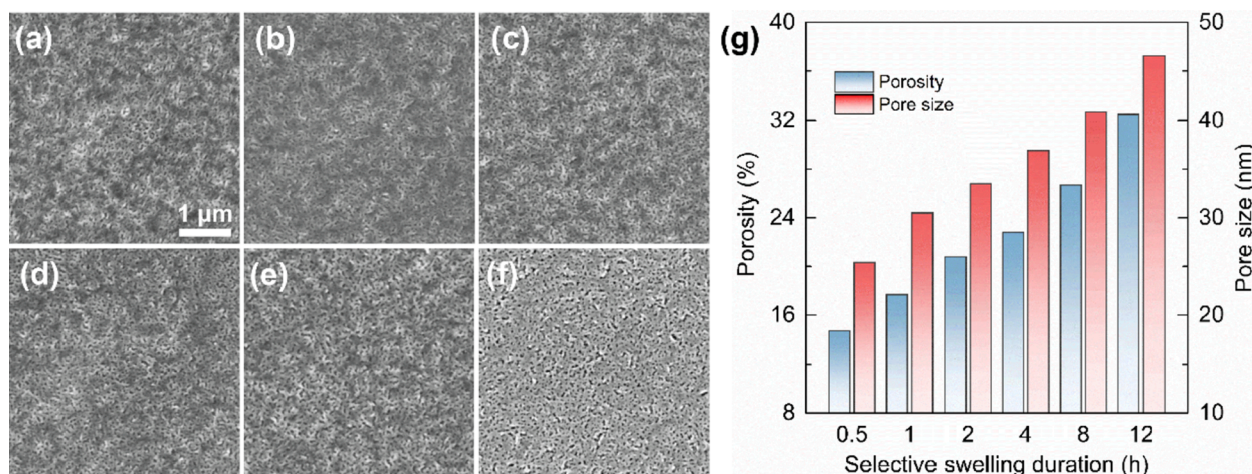 (a)
(b)
(c)
1 µm
(d)
(e)
(f)
(g)
40
32
24
16
8
Porosity (%)
Porosity
Pore size
50
40
30
20
10
Pore size (nm)
0.5 1 2 4 8 12
Selective swelling duration (h)